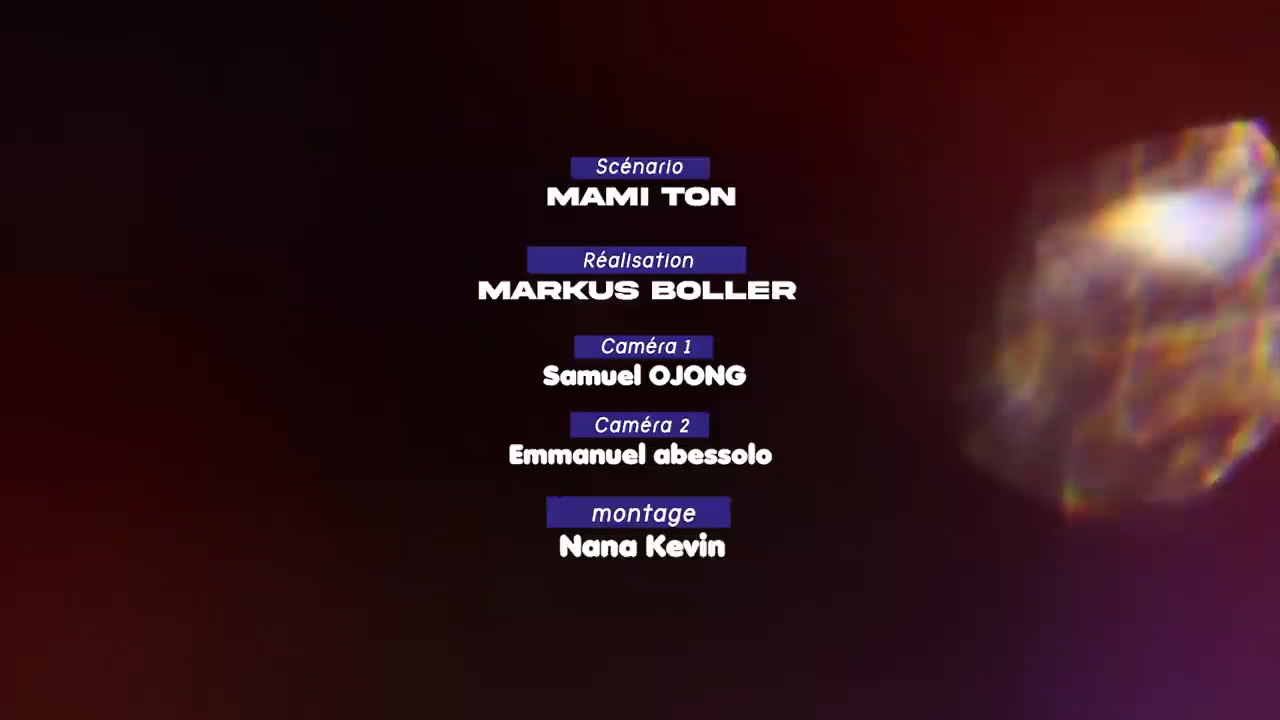 Scénario
MAMI TON
Réalisation
MARKUS BOLLER
Caméra 1
Samuel OJONG
Caméra 2
Emmanuel abessolo
montage
Nana Kevin